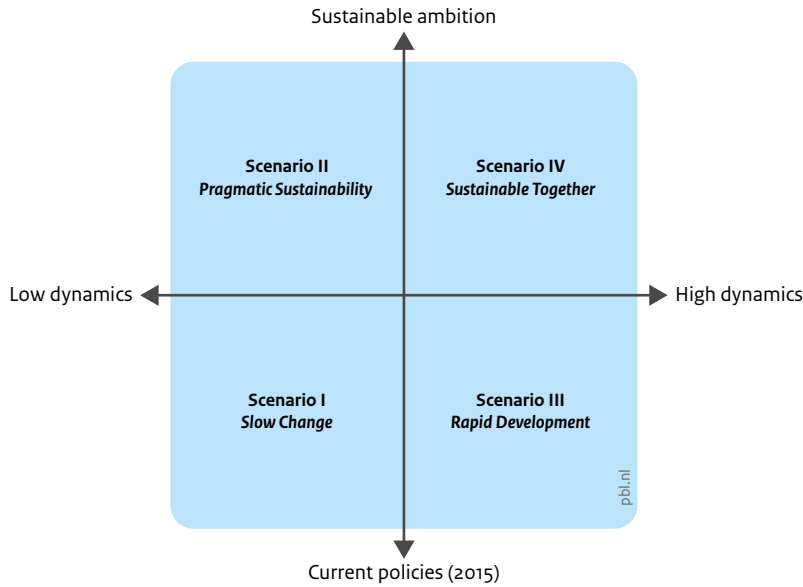 Sustainable ambition
Scenario II
Pragmatic Sustainability
Scenario IV
Sustainable Together
Low dynamics
High dynamics
Scenario I
Slow Change
Scenario III
Rapid Development
pbl.nl
Current policies (2015)